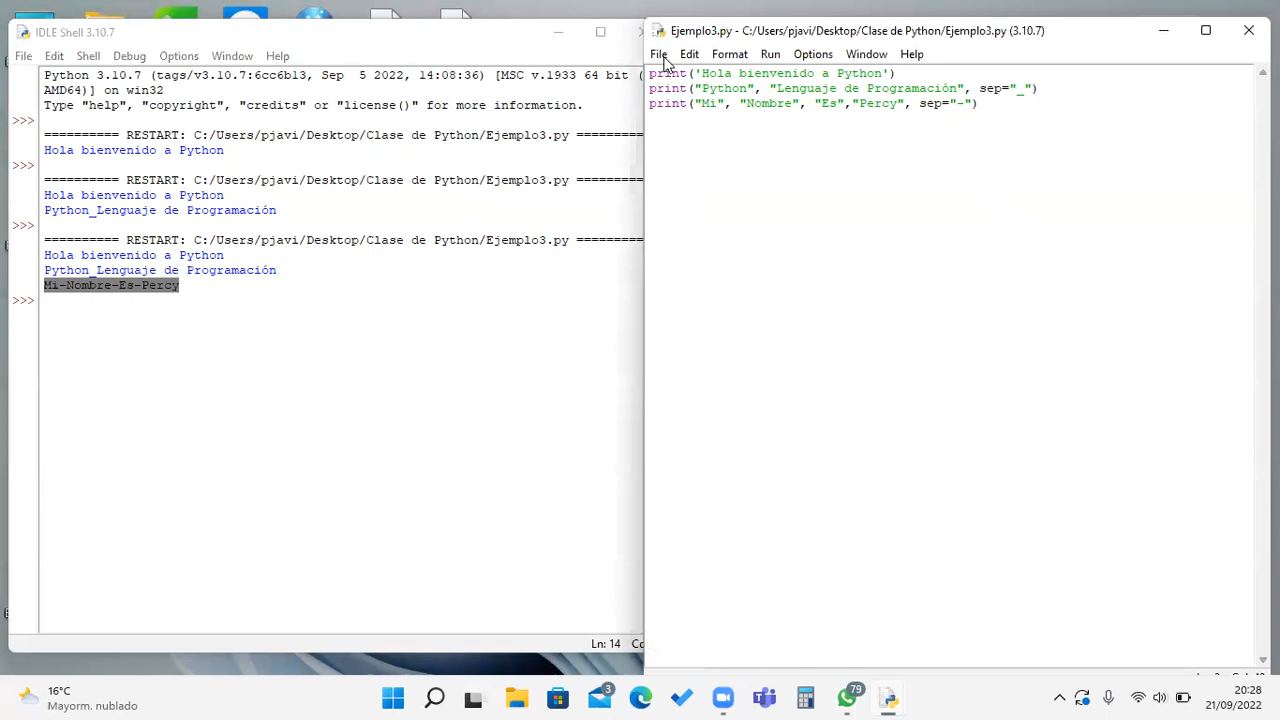 IDLE Shell 3.10.7
File Edit Shell Debug Options Window Help
Python 3.10.7 (tags/v3.10.7:6cc6b13, Sep  5 2022, 14:08:36) [MSC v.1933 64 bit (
AMD64)] on win32
Type "help", "copyright", "credits" or "license()" for more information.
>>>
========== RESTART: C:/Users/pjavi/Desktop/Clase de Python/Ejemplo3.py =========
Hola bienvenido a Python
>>>
========== RESTART: C:/Users/pjavi/Desktop/Clase de Python/Ejemplo3.py =========
Hola bienvenido a Python
Python_Lenguaje de Programación
>>>
========== RESTART: C:/Users/pjavi/Desktop/Clase de Python/Ejemplo3.py =========
Hola bienvenido a Python
Python_Lenguaje de Programación
Mi-Nombre-Es-Percy
>>>
Ln: 14
Ejemplo3.py - C:/Users/pjavi/Desktop/Clase de Python/Ejemplo3.py (3.10.7)
File Edit Format Run Options Window Help
print('Hola bienvenido a Python')
print("Python", "Lenguaje de Programación", sep="_")
print("Mi", "Nombre", "Es","Percy", sep="-")
16°C
Mayorm. nublado
3
79
20:28
21/09/2022